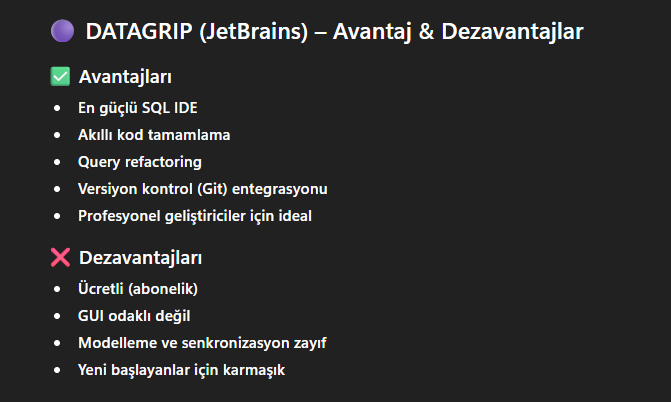 DATAGRIP (JetBrains) – Avantaj & Dezavantajlar
Avantajları
• En güçlü SQL IDE
• Akıllı kod tamamlama
• Query refactoring
• Versiyon kontrol (Git) entegrasyonu
• Profesyonel geliştiriciler için ideal
Dezavantajları
• Ücretli (abonelik)
• GUI odaklı değil
• Modelleme ve senkronizasyon zayıf
• Yeni başlayanlar için karmaşık